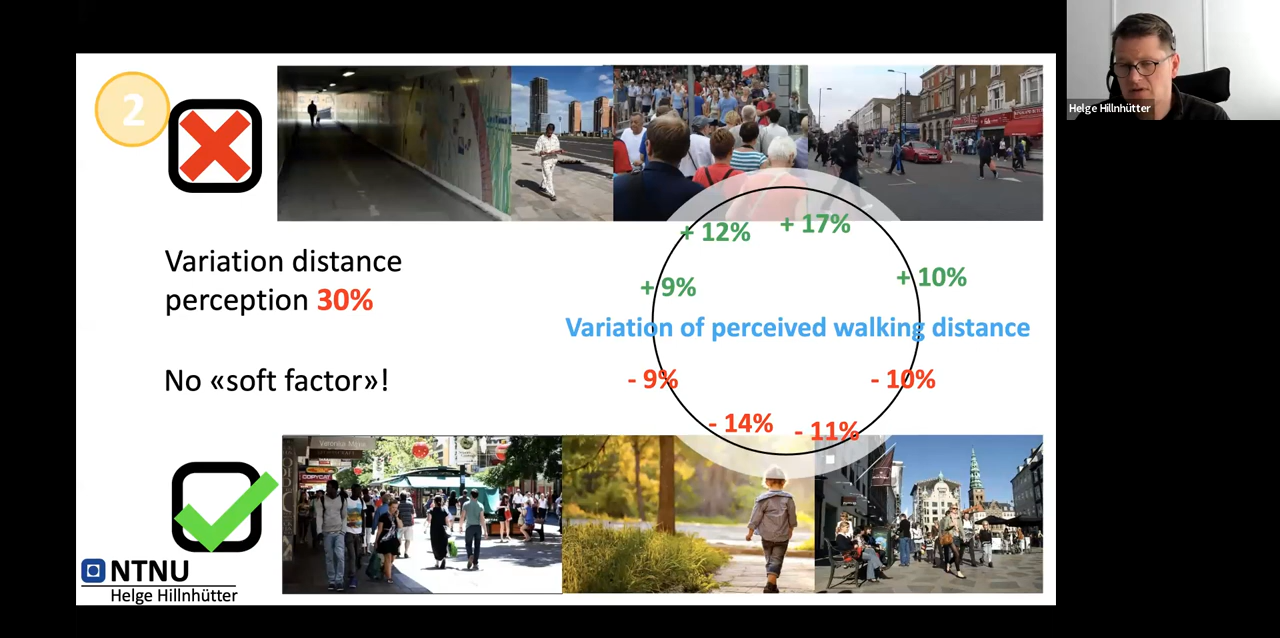 Helge Hillnhütter
2
+ 12%
+ 17%
+ 9%
+ 10%
Variation distance
perception 30%
Variation of perceived walking distance
No «soft factor»!
- 9%
- 10%
- 14%
- 11%
COPYCAT
NTNU
Helge Hillnhütter